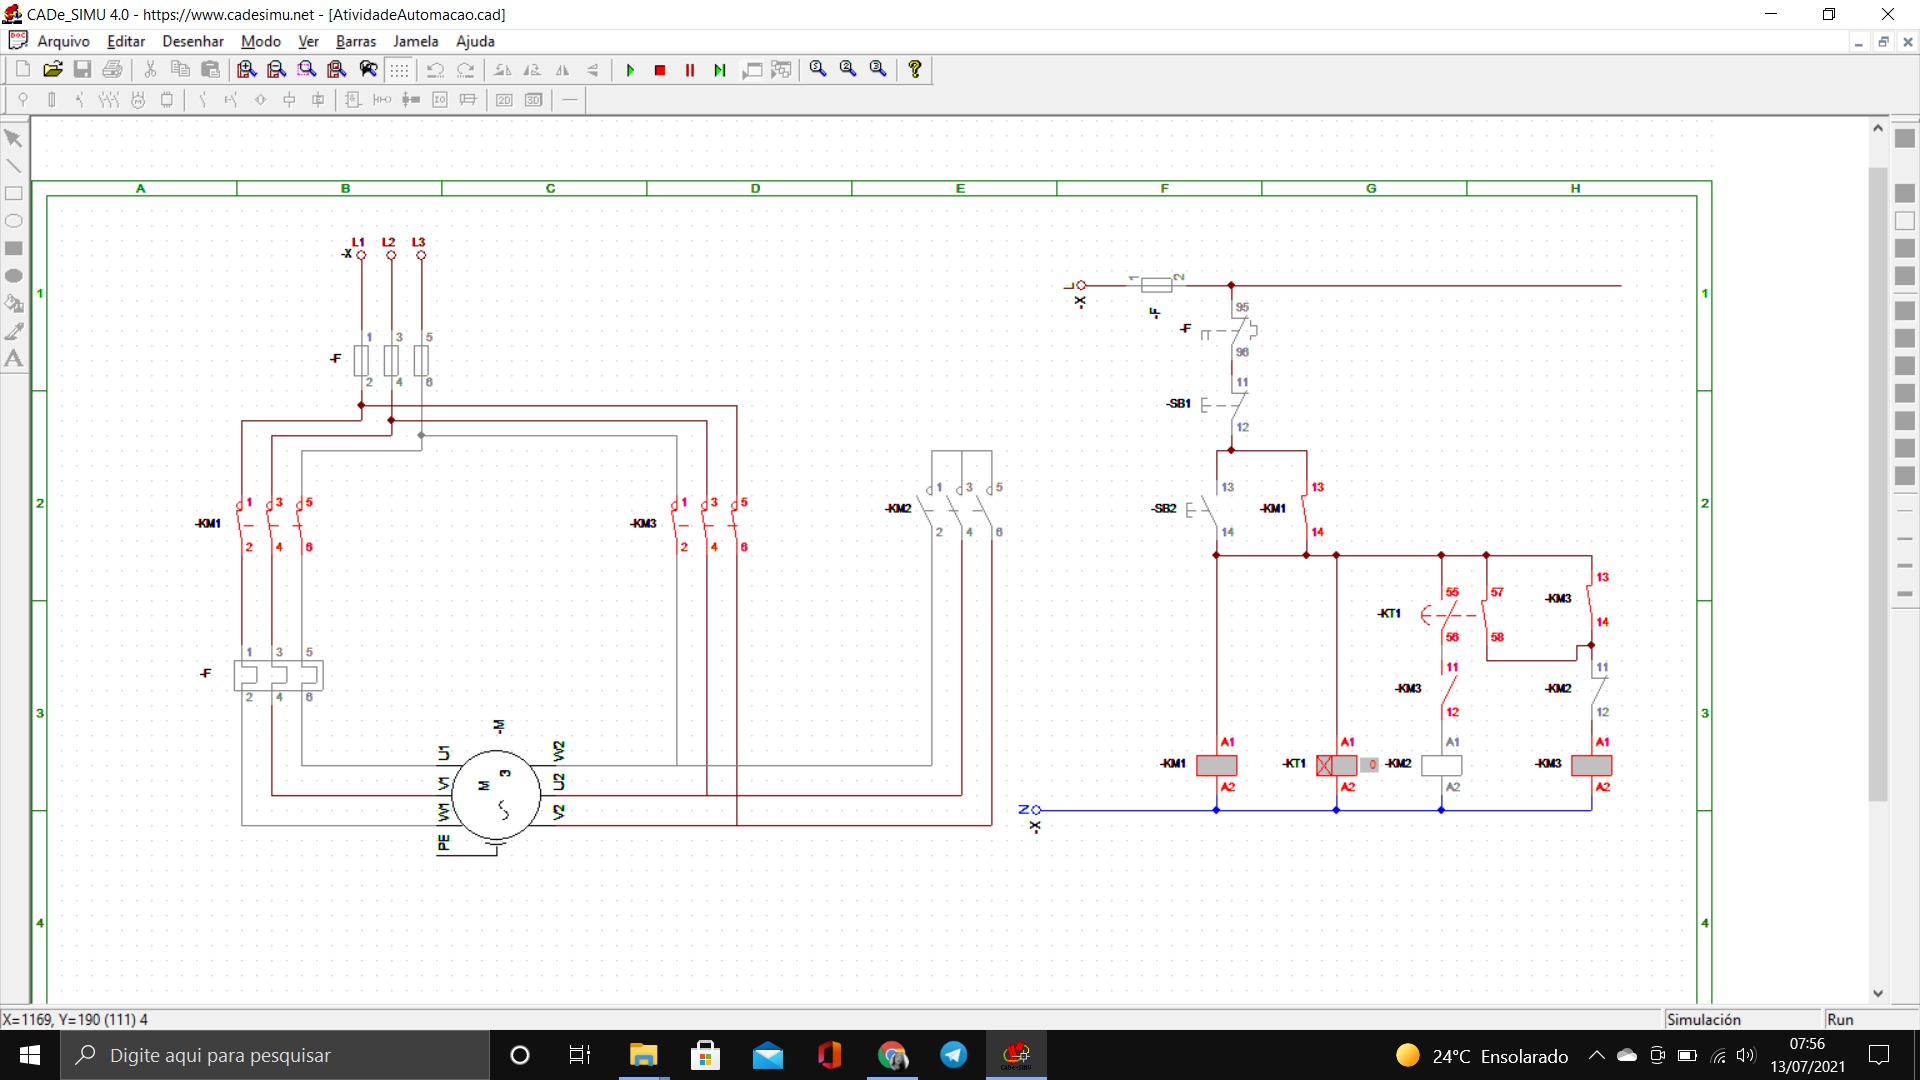 CADe_SIMU 4.0 - https://www.cadesimu.net - [AtividadeAutomacao.cad]
Arquivo Editar Desenhar Modo Ver Barras Jamela Ajuda
A B C D E F G H
L1 L2 L3
-X
L
-X
1 2
-F
1 1
95
-F
96
1 3 5
-F
2 4 6
11
-SB1
12
2 2
1 3 5
-KM1
2 4 6
1 3 5
-KM3
2 4 6
1 3 5
-KM2
2 4 6
13
-SB2
14
13
-KM1
14
55 57
-KT1
56 58
13
-KM3
14
1 3 5
-F
2 4 6
11
-KM3
12
11
-KM2
12
3 3
-M
M 3
U1 V1 W1 PE
W2 U2 V2
A1 A1 A1 A1
-KM1 -KT1 0 -KM2 -KM3
A2 A2 A2 A2
N
-X
4 4
X=1169, Y=190 (111) 4
Simulación
Run
Digite aqui para pesquisar
24°C Ensolarado
07:56
13/07/2021